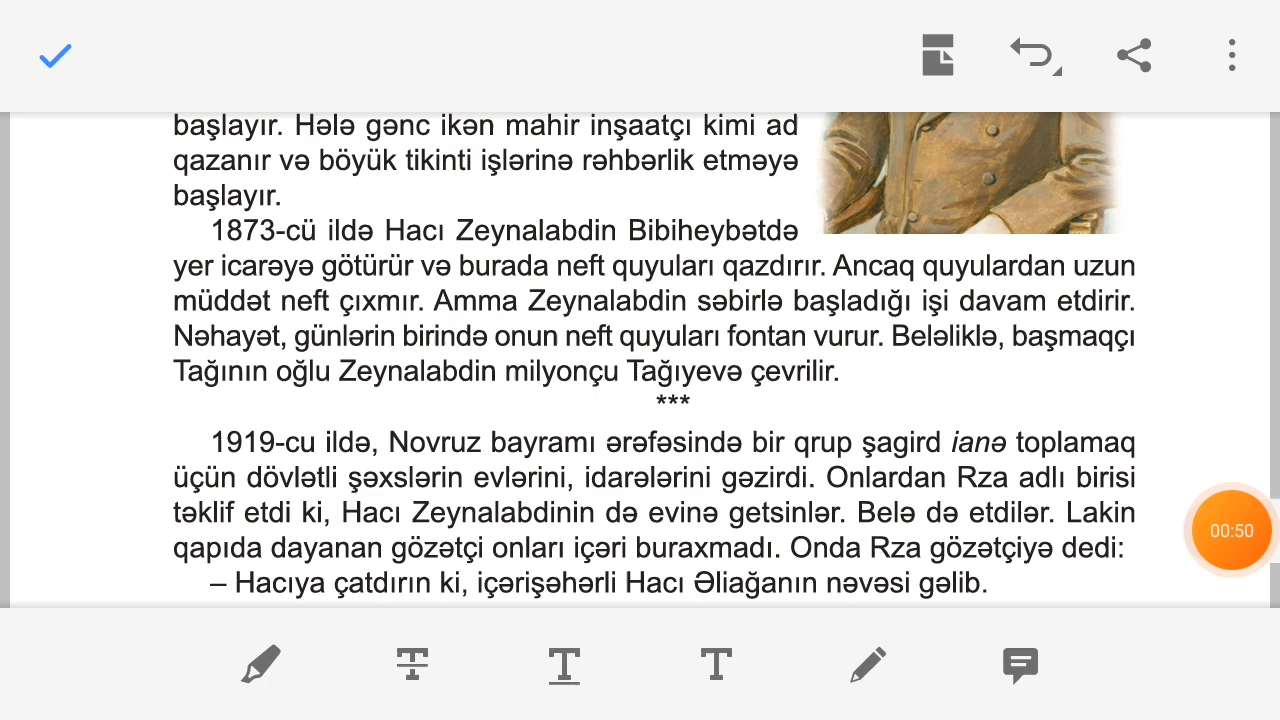 başlayır. Hələ gənc ikən mahir inşaatçı kimi ad
qazanır və böyük tikinti işlərinə rəhbərlik etməyə
başlayır.
1873-cü ildə Hacı Zeynalabdin Bibiheybətdə
yer icarəyə götürür və burada neft quyuları qazdırır. Ancaq quyulardan uzun
müddət neft çıxmır. Amma Zeynalabdin səbirlə başladığı işi davam etdirir.
Nəhayət, günlərin birində onun neft quyuları fontan vurur. Beləliklə, başmaqçı
Tağının oğlu Zeynalabdin milyonçu Tağıyevə çevrilir.
***
1919-cu ildə, Novruz bayramı ərəfəsində bir qrup şagird ianə toplamaq
üçün dövlətli şəxslərin evlərini, idarələrini gəzirdi. Onlardan Rza adlı birisi
təklif etdi ki, Hacı Zeynalabdinin də evinə getsinlər. Belə də etdilər. Lakin
qapıda dayanan gözətçi onları içəri buraxmadı. Onda Rza gözətçiyə dedi:
– Hacıya çatdırın ki, içərişəhərli Hacı Əliağanın nəvəsi gəlib.
00:50